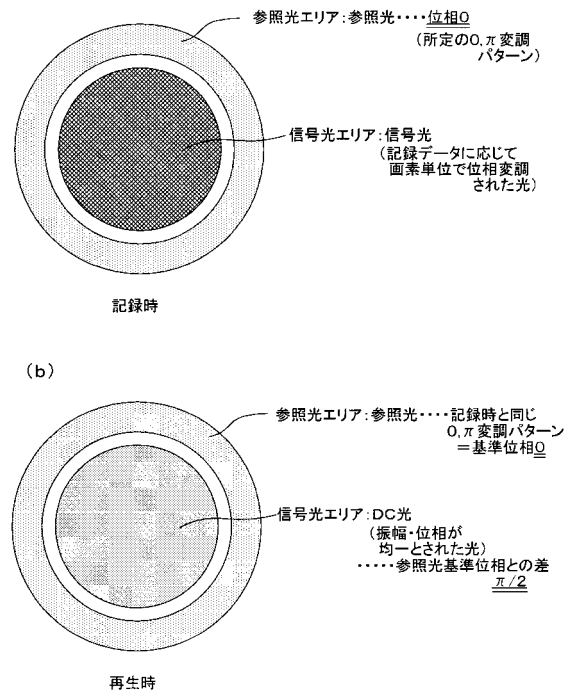 参照光エリア：参照光‥‥位相0
(所定の0, π変調
パターン)
信号光エリア：信号光
(記録データに応じて
画素単位で位相変調
された光)
記録時
(b)
参照光エリア：参照光‥‥記録時と同じ
0, π変調パターン
＝基準位相0
信号光エリア：DC光
(振幅・位相が
均一とされた光)
‥‥‥参照光基準位相との差
π/2
再生時